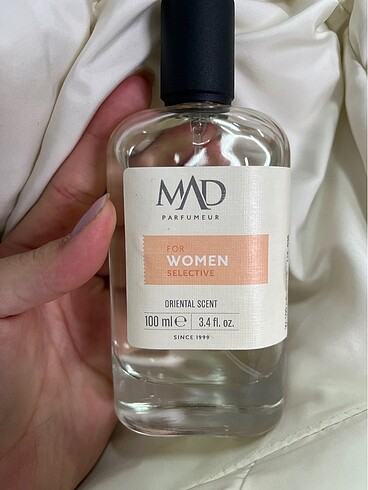 MAD
PARFUMEUR
FOR
WOMEN
SELECTIVE
ORIENTAL SCENT
100 ml ℮ 3.4 fl. oz.
SINCE 1999